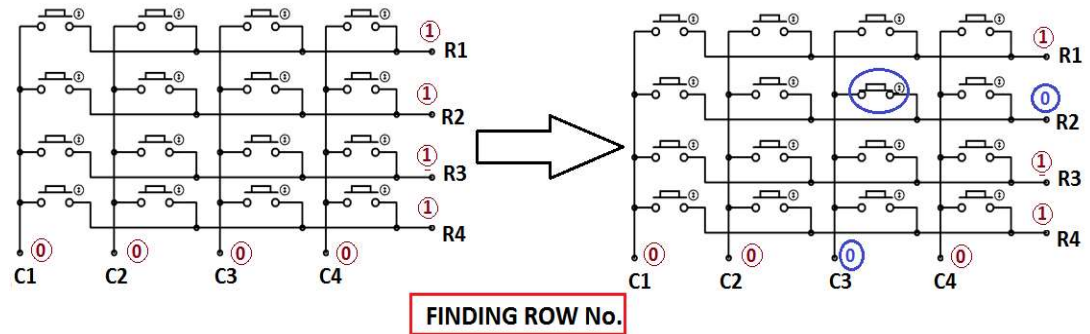 1 R1
1 R2
1 R3
1 R4
0 0 0 0
C1 C2 C3 C4
1 R1
0 R2
1 R3
1 R4
0 0 0 0
C1 C2 C3 C4
FINDING ROW No.